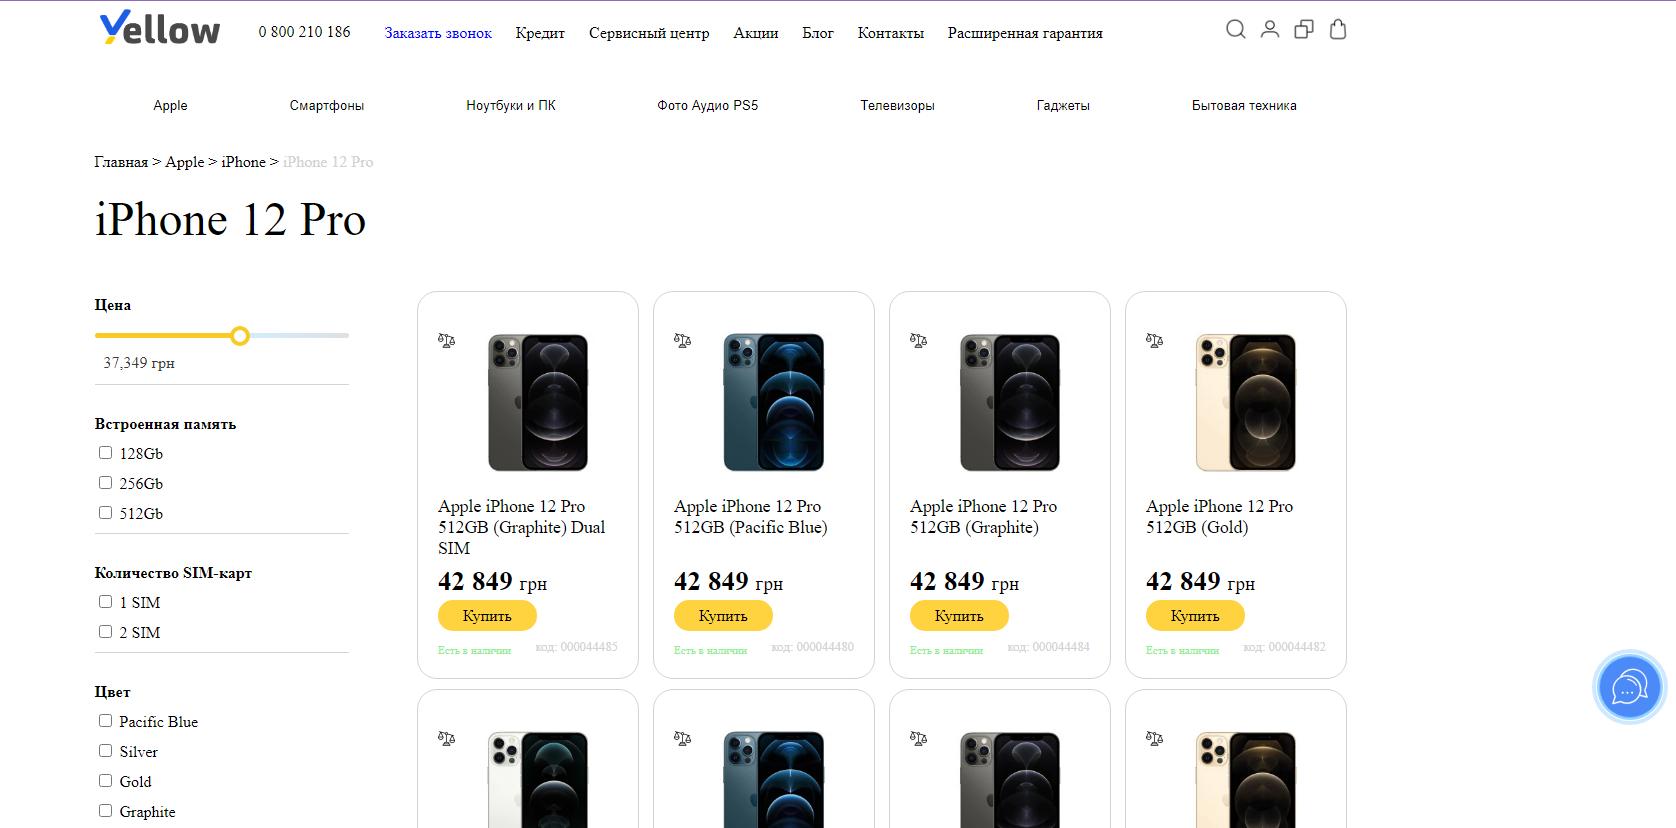 Yellow
0 800 210 186
Заказать звонок
Кредит
Сервисный центр
Акции
Блог
Контакты
Расширенная гарантия
Apple
Смартфоны
Ноутбуки и ПК
Фото Аудио PS5
Телевизоры
Гаджеты
Бытовая техника
Главная > Apple > iPhone > iPhone 12 Pro
iPhone 12 Pro
Цена
37,349 грн
Встроенная память
128Gb
256Gb
512Gb
Количество SIM-карт
1 SIM
2 SIM
Цвет
Pacific Blue
Silver
Gold
Graphite
Apple iPhone 12 Pro
512GB (Graphite) Dual
SIM
42 849 грн
Купить
Есть в наличии
код: 000044485
Apple iPhone 12 Pro
512GB (Pacific Blue)
42 849 грн
Купить
Есть в наличии
код: 000044480
Apple iPhone 12 Pro
512GB (Graphite)
42 849 грн
Купить
Есть в наличии
код: 000044484
Apple iPhone 12 Pro
512GB (Gold)
42 849 грн
Купить
Есть в наличии
код: 000044482